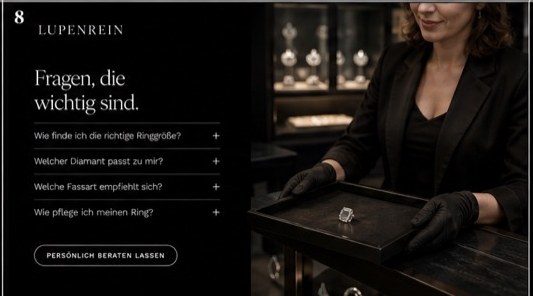 8
LUPENREIN
Fragen, die
wichtig sind.
Wie finde ich die richtige Ringgröße? +
Welcher Diamant passt zu mir? +
Welche Fassart empfiehlt sich? +
Wie pflege ich meinen Ring? +
PERSÖNLICH BERATEN LASSEN